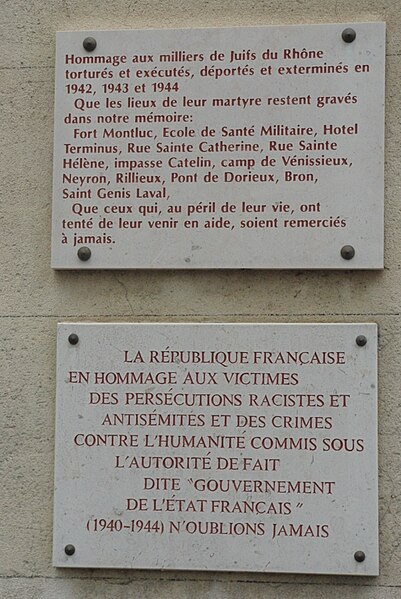 Hommage aux milliers de Juifs du Rhône
torturés et exécutés, déportés et exterminés en
1942, 1943 et 1944
Que les lieux de leur martyre restent gravés
dans notre mémoire:
Fort Montluc, Ecole de Santé Militaire, Hotel
Terminus, Rue Sainte Catherine, Rue Sainte
Hélène, impasse Catelin, camp de Vénissieux,
Neyron, Rillieux, Pont de Dorieux, Bron,
Saint Genis Laval,
Que ceux qui, au péril de leur vie, ont
tenté de leur venir en aide, soient remerciés
à jamais.
LA RÉPUBLIQUE FRANÇAISE
EN HOMMAGE AUX VICTIMES
DES PERSÉCUTIONS RACISTES ET
ANTISÉMITES ET DES CRIMES
CONTRE L'HUMANITÉ COMMIS SOUS
L'AUTORITÉ DE FAIT
DITE "GOUVERNEMENT
DE L'ÉTAT FRANÇAIS"
(1940-1944) N'OUBLIONS JAMAIS